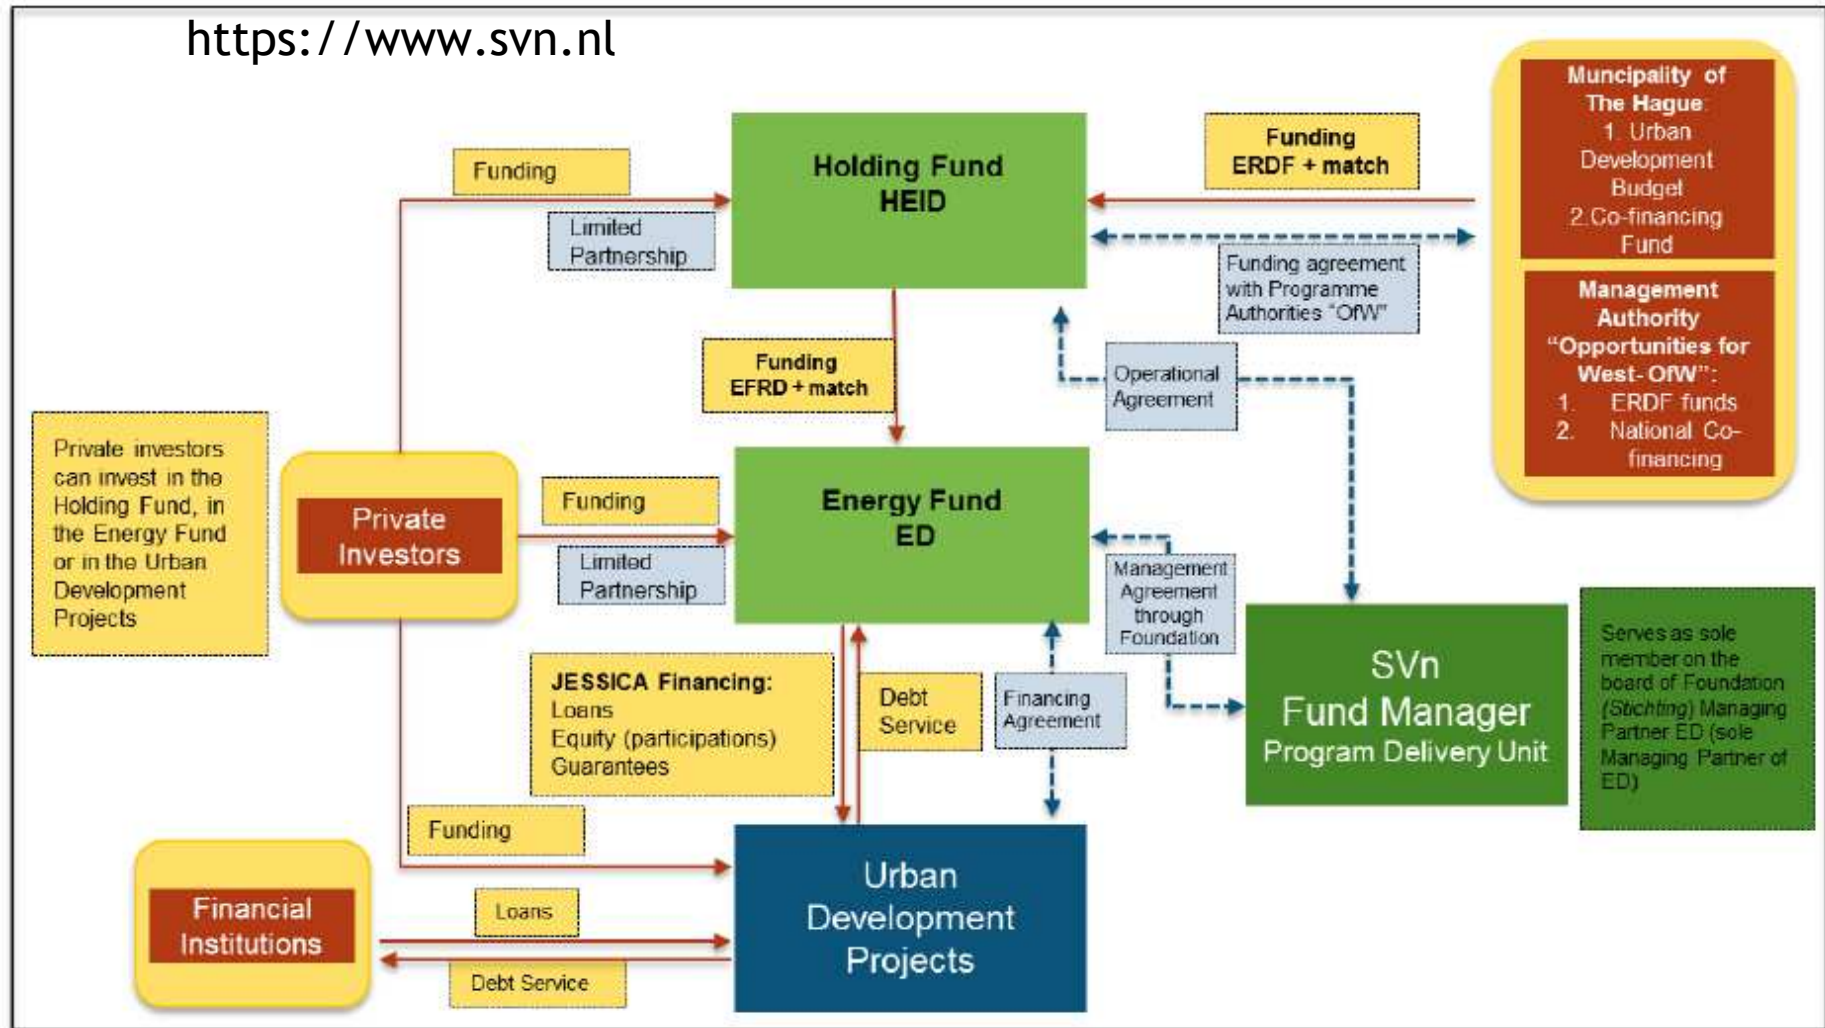 https://www.svn.nl
Muncipality of
The Hague:
1. Urban
Development
Budget
2.Co-financing
Fund
Management
Authority
“Opportunities for
West- OfW”:
1. ERDF funds
2. National Co-
financing
Funding
ERDF + match
Holding Fund
HEID
Funding
Limited
Partnership
Funding agreement
with Programme
Authorities “OfW”
Funding
EFRD + match
Operational
Agreement
Private investors
can invest in the
Holding Fund, in
the Energy Fund
or in the Urban
Development
Projects
Private
Investors
Funding
Limited
Partnership
Energy Fund
ED
Management
Agreement
through
Foundation
SVn
Fund Manager
Program Delivery Unit
Serves as sole
member on the
board of Foundation
(Stichting) Managing
Partner ED (sole
Managing Partner of
ED)
JESSICA Financing:
Loans
Equity (participations)
Guarantees
Debt
Service
Financing
Agreement
Funding
Financial
Institutions
Loans
Debt Service
Urban
Development
Projects